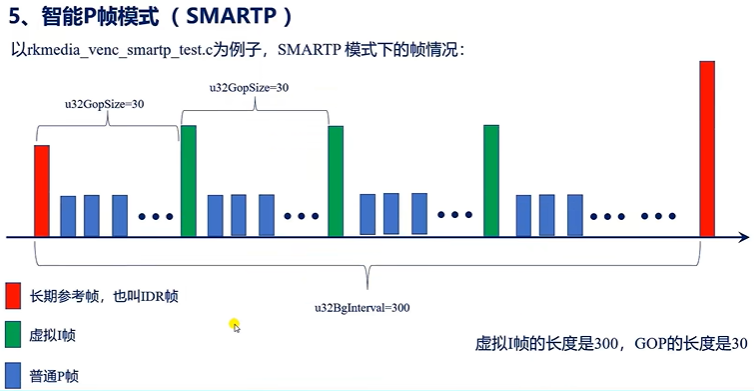 5、智能P帧模式（SMARTP）
以rkmedia_venc_smartp_test.c为例子，SMARTP 模式下的帧情况：
u32GopSize=30
u32GopSize=30
u32BgInterval=300
长期参考帧，也叫IDR帧
虚拟I帧
普通P帧
虚拟I帧的长度是300，GOP的长度是30